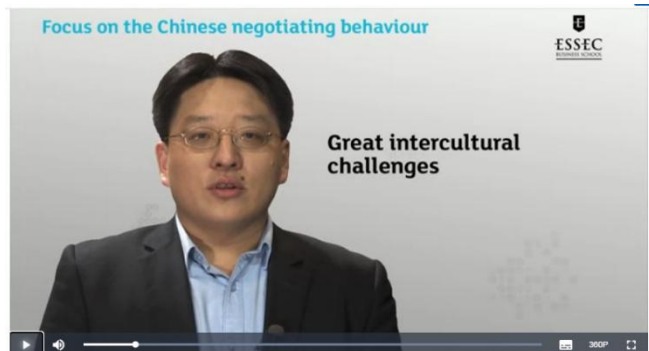 Focus on the Chinese negotiating behaviour
ESSEC
BUSINESS SCHOOL
Great intercultural
challenges
360P